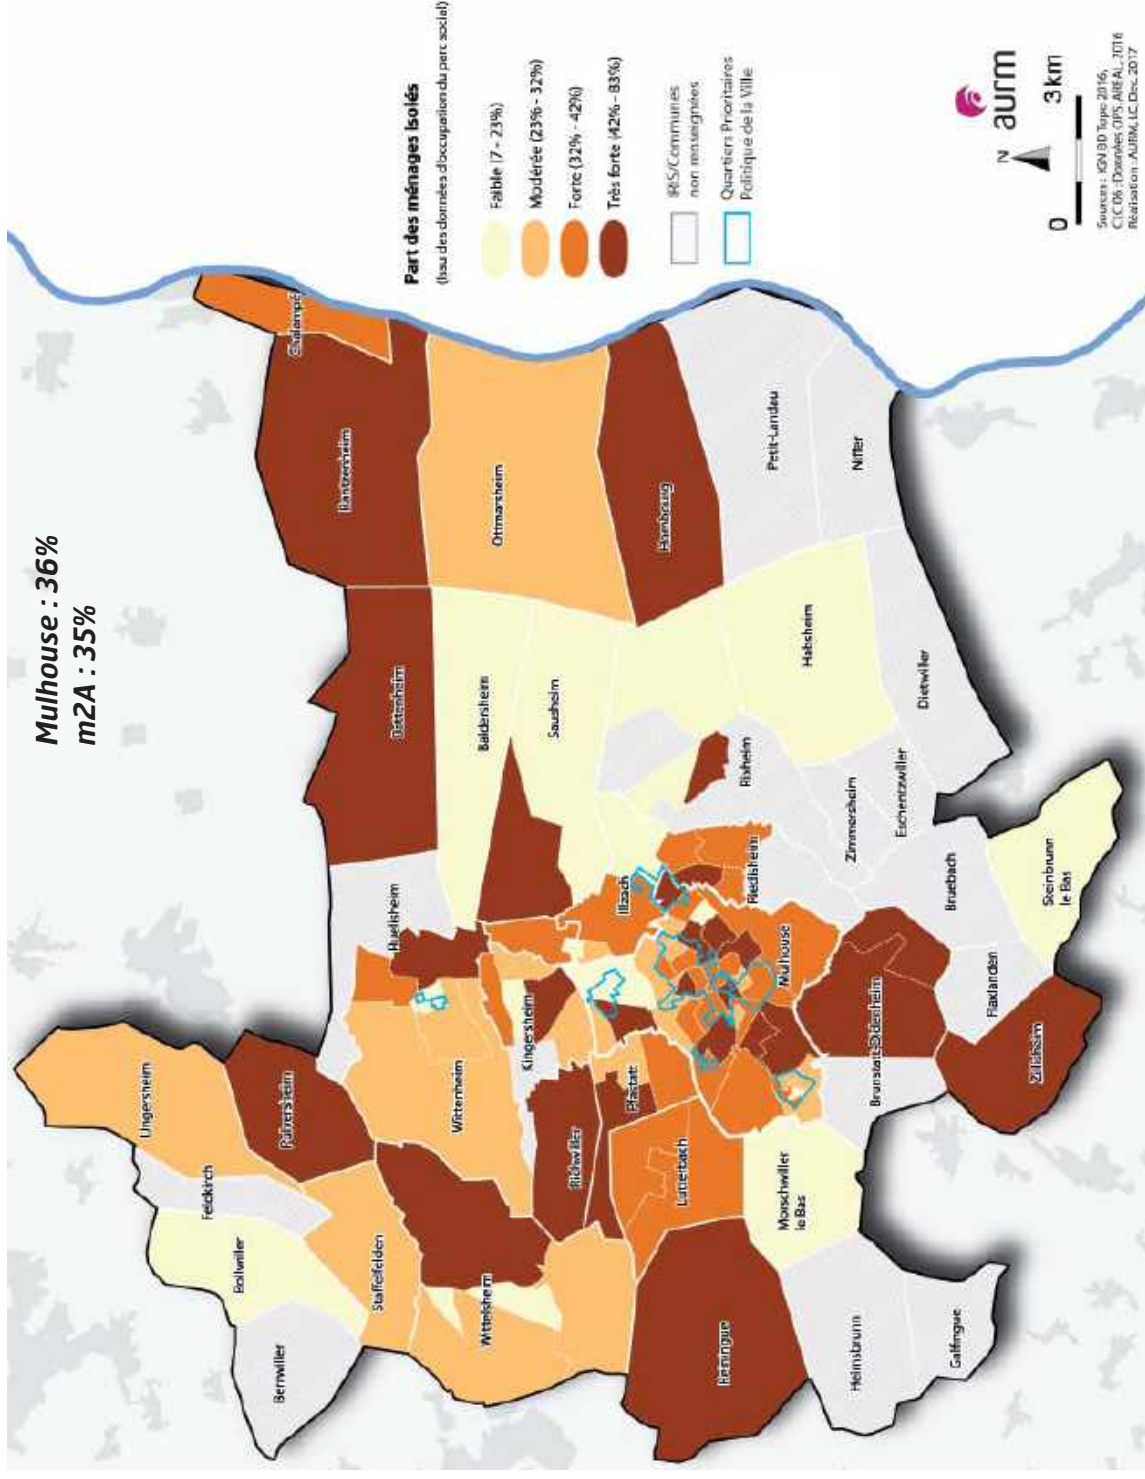 Mulhouse : 36%
m2A : 35%
Part des ménages isolés
(Issu des données d'occupation du parc social)
Faible (7 - 23%)
Modérée (23% - 32%)
Forte (32% - 42%)
Très forte (42% - 83%)
IRIS/Communes
non renseignées
Quartiers Prioritaires
Politique de la Ville
N
aurm
0
3 km
Sources : IGN BD Topo 2016,
CLC 06 ; Données OPS AREAL 2016
Réalisation : AURM, LC, Dec. 2017
Ungersheim
Feldkirch
Bollwiller
Berrwiller
Pulversheim
Staffelfelden
Wittelsheim
Wittenheim
Ruelisheim
Battenheim
Bantzenheim
Chalampé
Baldersheim
Ottmarsheim
Sausheim
Kingersheim
Richwiller
Pfastatt
Illzach
Hombourg
Lutterbach
Reiningue
Rixheim
Riedisheim
Mulhouse
Petit-Landau
Habsheim
Morschwiller
le Bas
Niffer
Zimmersheim
Eschentzwiller
Dietwiller
Brunstatt-Didenheim
Heimsbrunn
Galfingue
Bruebach
Flaxlanden
Zillisheim
Steinbrunn
le Bas